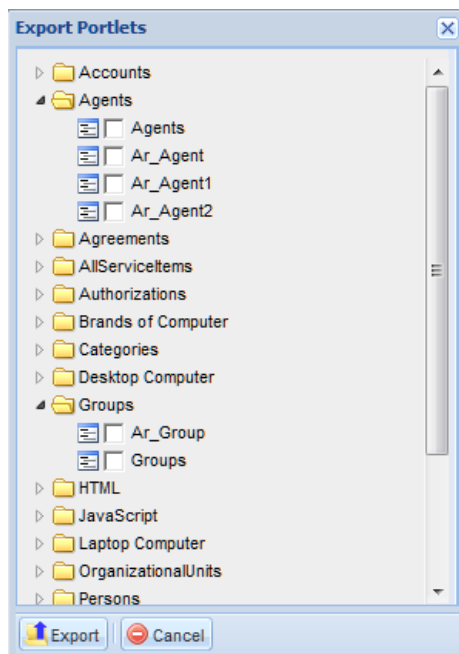 Export Portlets
Accounts
Agents
Agents
Ar_Agent
Ar_Agent1
Ar_Agent2
Agreements
AllServiceItems
Authorizations
Brands of Computer
Categories
Desktop Computer
Groups
Ar_Group
Groups
HTML
JavaScript
Laptop Computer
OrganizationalUnits
Persons
Export Cancel